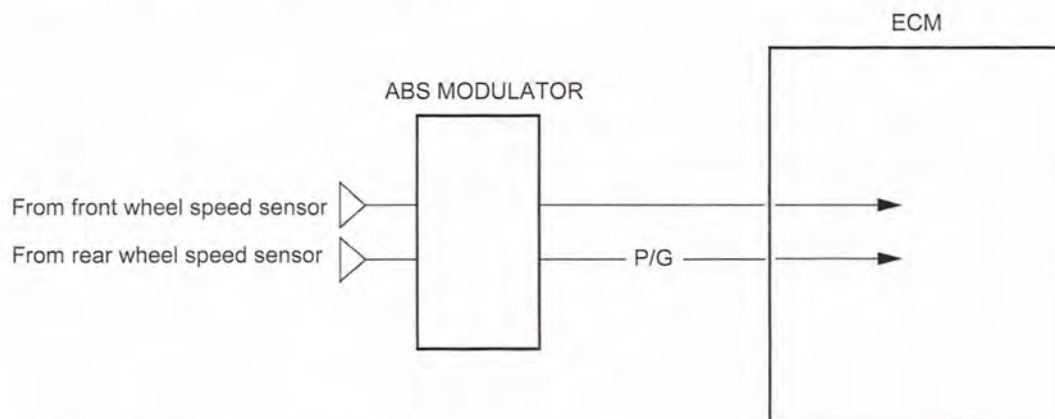 ECM
ABS MODULATOR
From front wheel speed sensor
From rear wheel speed sensor
P/G